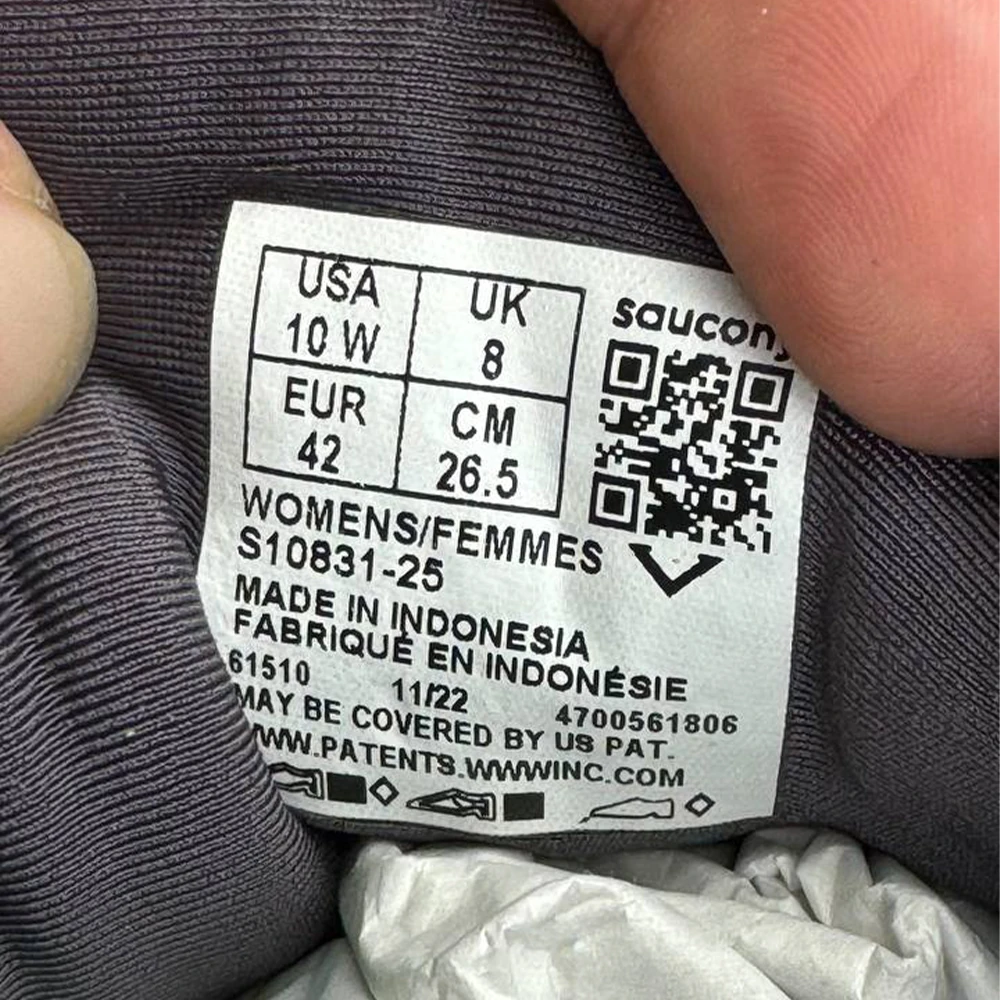 USA
10 W
UK
8
EUR
42
CM
26.5
saucony
WOMENS/FEMMES
S10831-25
MADE IN INDONESIA
FABRIQUÉ EN INDONÉSIE
61510 11/22 4700561806
MAY BE COVERED BY US PAT.
WWW.PATENTS.WWWINC.COM